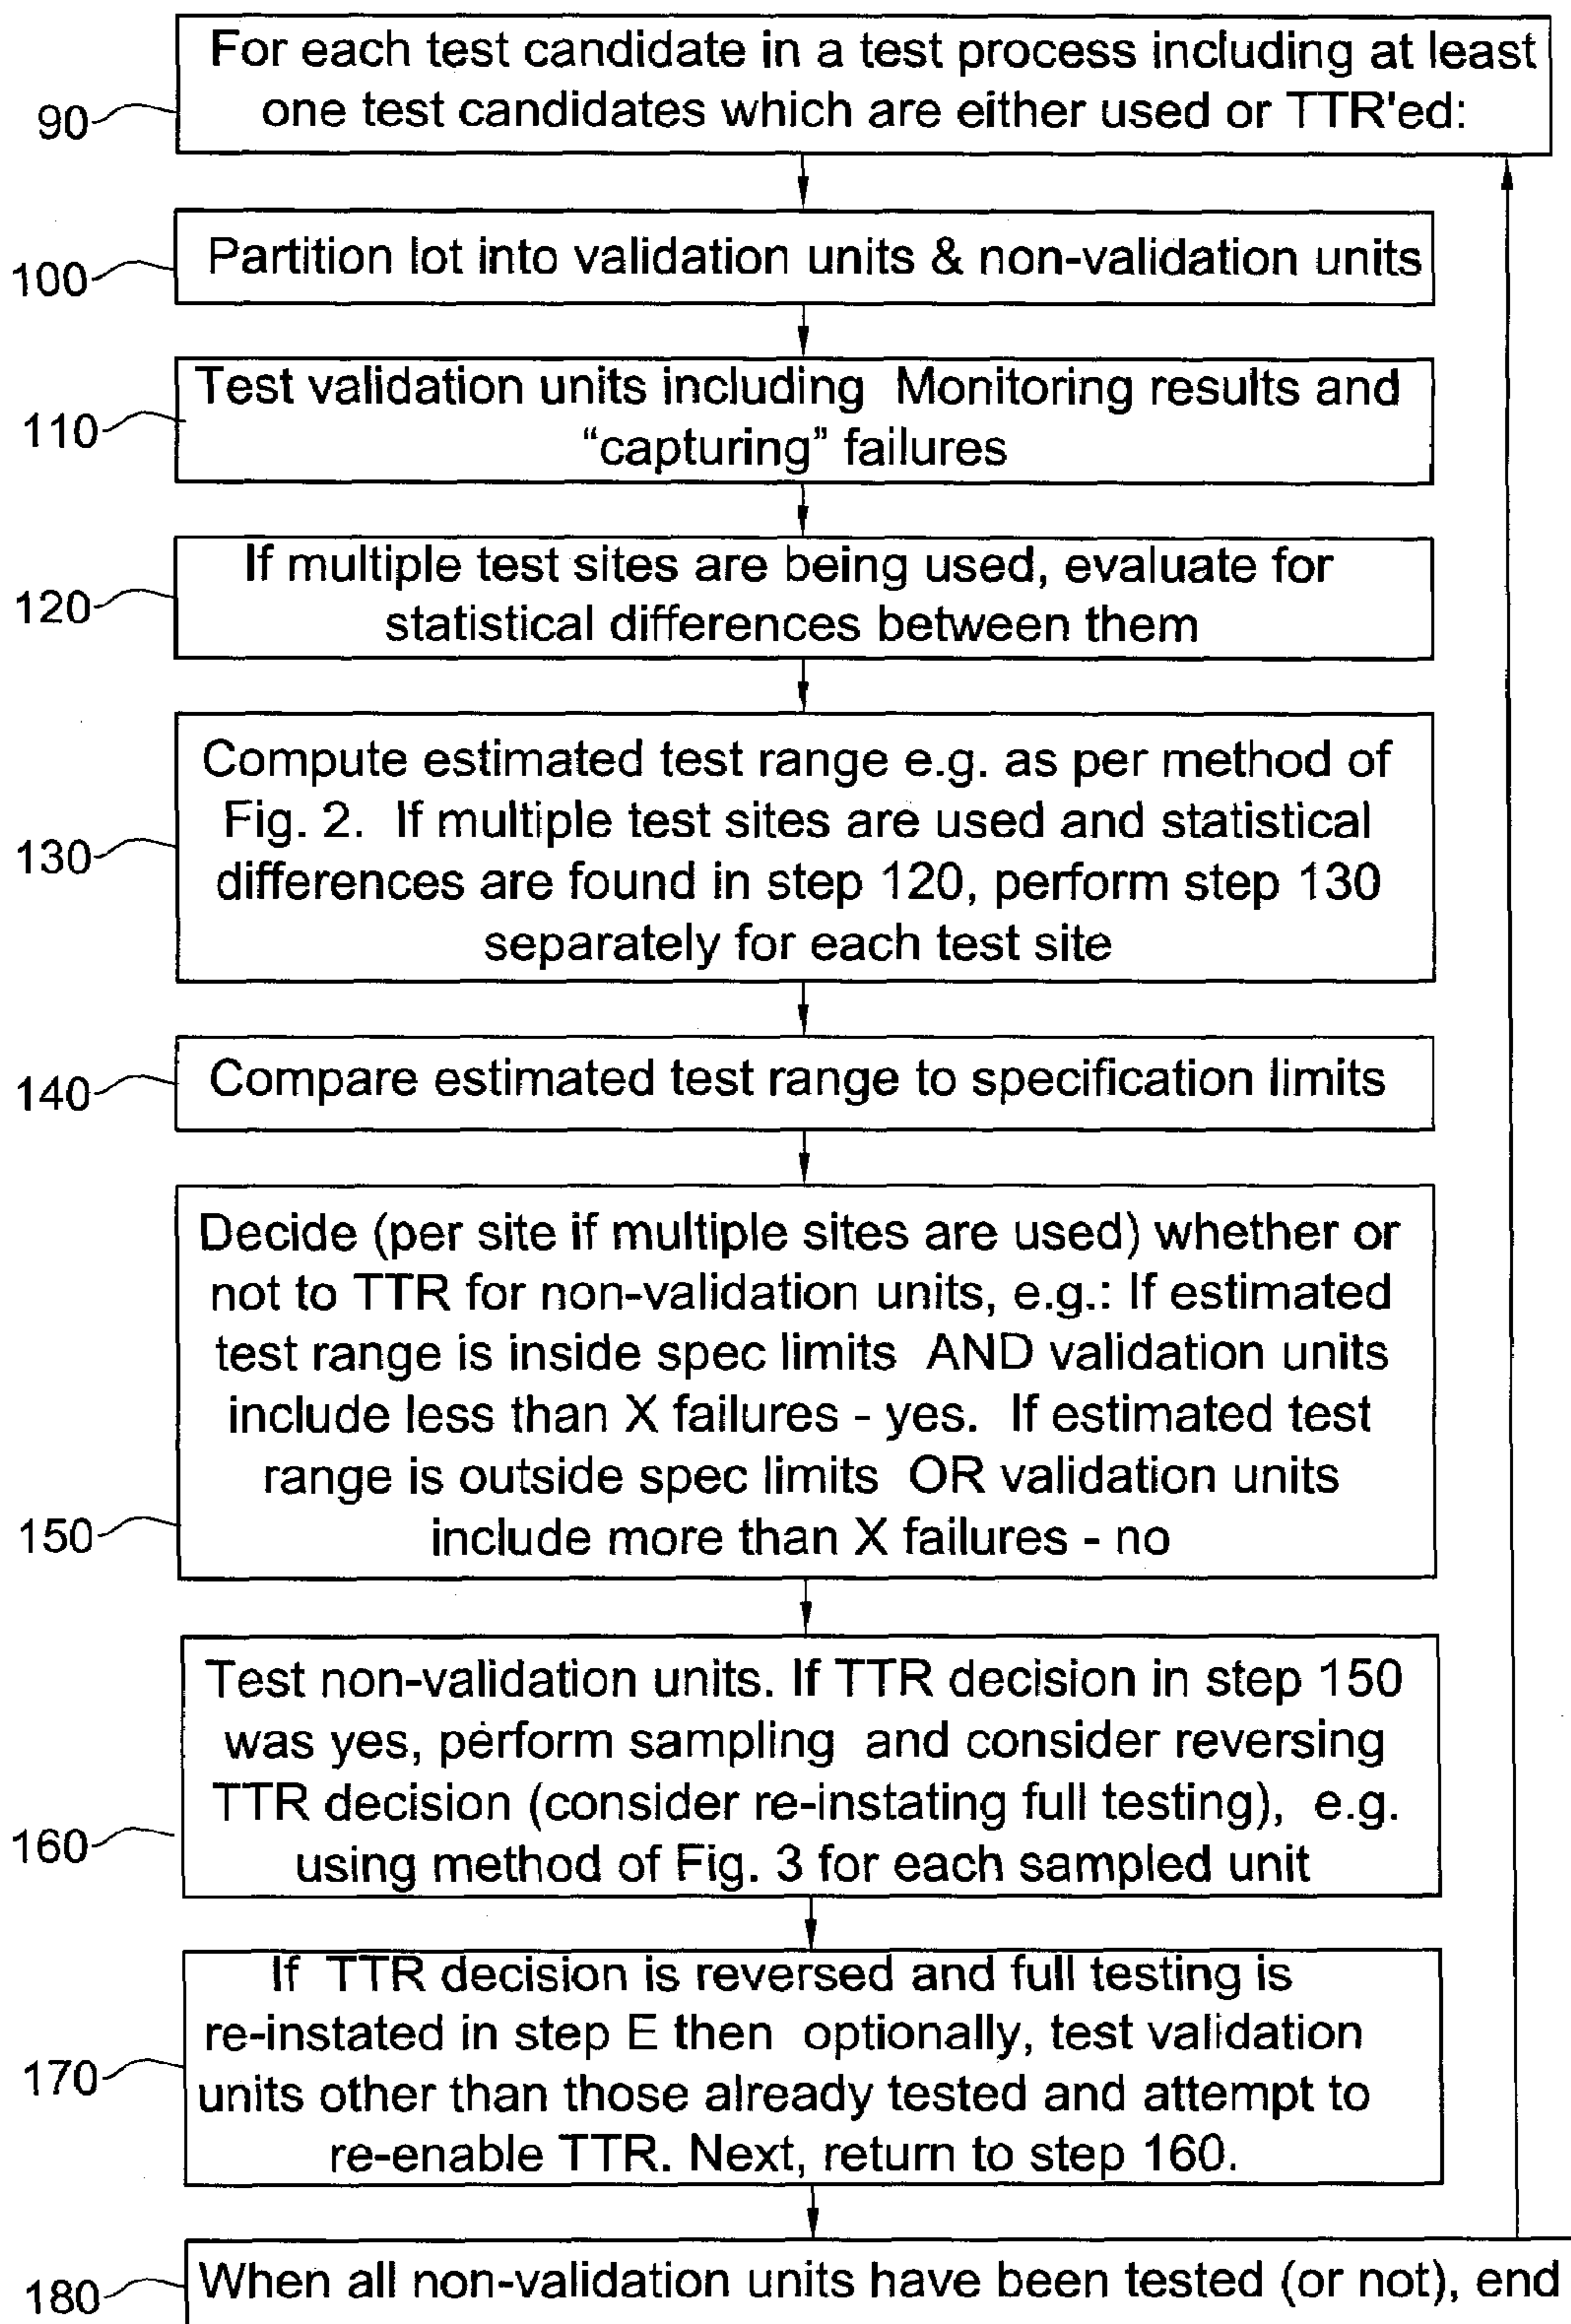 For each test candidate in a test process including at least
one test candidates which are either used or TTR'ed:
90
Partition lot into validation units & non-validation units
100
Test validation units including Monitoring results and
“capturing” failures
110
If multiple test sites are being used, evaluate for
statistical differences between them
120
Compute estimated test range e.g. as per method of
Fig. 2. If multiple test sites are used and statistical
differences are found in step 120, perform step 130
separately for each test site
130
Compare estimated test range to specification limits
140
Decide (per site if multiple sites are used) whether or
not to TTR for non-validation units, e.g.: If estimated
test range is inside spec limits AND validation units
include less than X failures - yes. If estimated test
range is outside spec limits OR validation units
include more than X failures - no
150
Test non-validation units. If TTR decision in step 150
was yes, perform sampling and consider reversing
TTR decision (consider re-instating full testing), e.g.
using method of Fig. 3 for each sampled unit
160
If TTR decision is reversed and full testing is
re-instated in step E then optionally, test validation
units other than those already tested and attempt to
re-enable TTR. Next, return to step 160.
170
When all non-validation units have been tested (or not), end
180